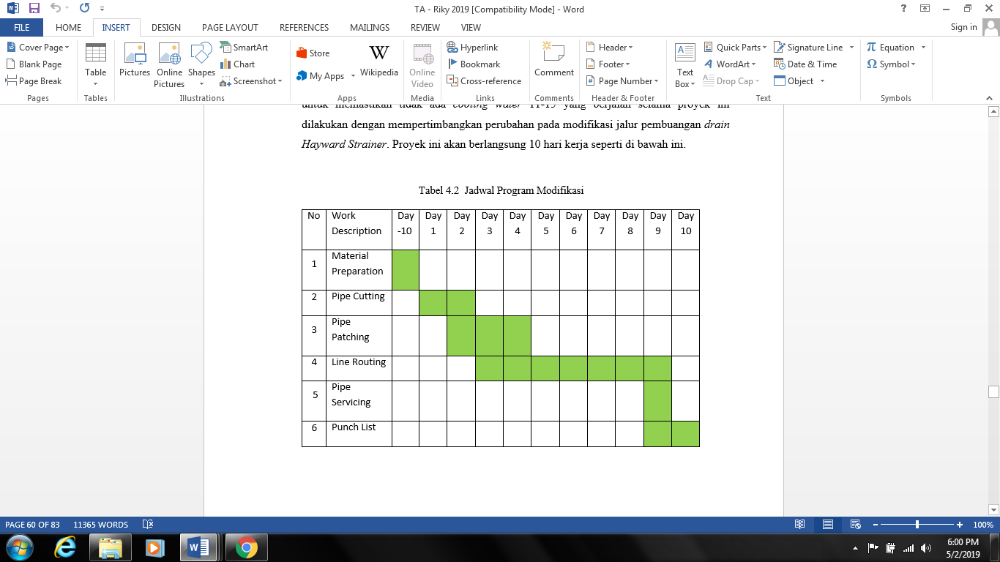 TA - Riky 2019 [Compatibility Mode] - Word
FILE HOME INSERT DESIGN PAGE LAYOUT REFERENCES MAILINGS REVIEW VIEW Sign in
Cover Page
Blank Page
Page Break
Pages
Table
Tables
Pictures
Online Pictures
Shapes
SmartArt
Chart
Screenshot
Illustrations
Store
My Apps
Wikipedia
Apps
Online Video
Media
Hyperlink
Bookmark
Cross-reference
Links
Comment
Comments
Header
Footer
Page Number
Header & Footer
Text Box
Quick Parts
WordArt
Drop Cap
Signature Line
Date & Time
Object
Text
Equation
Symbol
Symbols
untuk memastikan tidak ada cooling water 11-15 yang berjalan selama proyek ini
dilakukan dengan mempertimbangkan perubahan pada modifikasi jalur pembuangan drain
Hayward Strainer. Proyek ini akan berlangsung 10 hari kerja seperti di bawah ini.
Tabel 4.2 Jadwal Program Modifikasi
No Work Description Day -10 Day 1 Day 2 Day 3 Day 4 Day 5 Day 6 Day 7 Day 8 Day 9 Day 10
1 Material Preparation
2 Pipe Cutting
3 Pipe Patching
4 Line Routing
5 Pipe Servicing
6 Punch List
PAGE 60 OF 83 11365 WORDS 100%
6:00 PM
5/2/2019